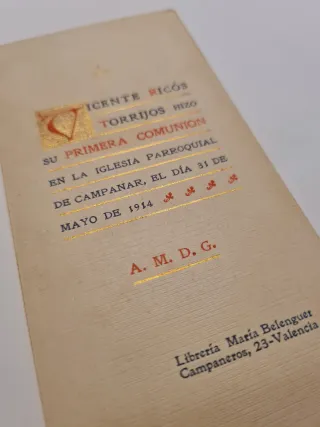 VICENTE RICÓS
TORRIJOS HIZO
SU PRIMERA COMUNION
EN LA IGLESIA PARROQUIAL
DE CAMPANAR, EL DÍA 31 DE
MAYO DE 1914
A. M. D. G.
Librería María Belenguer
Campaneros, 23-Valencia